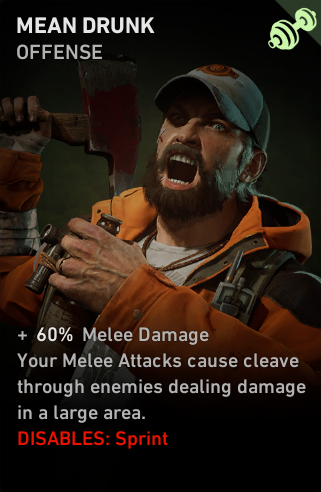 MEAN DRUNK
OFFENSE
+ 60% Melee Damage
Your Melee Attacks cause cleave
through enemies dealing damage
in a large area.
DISABLES: Sprint